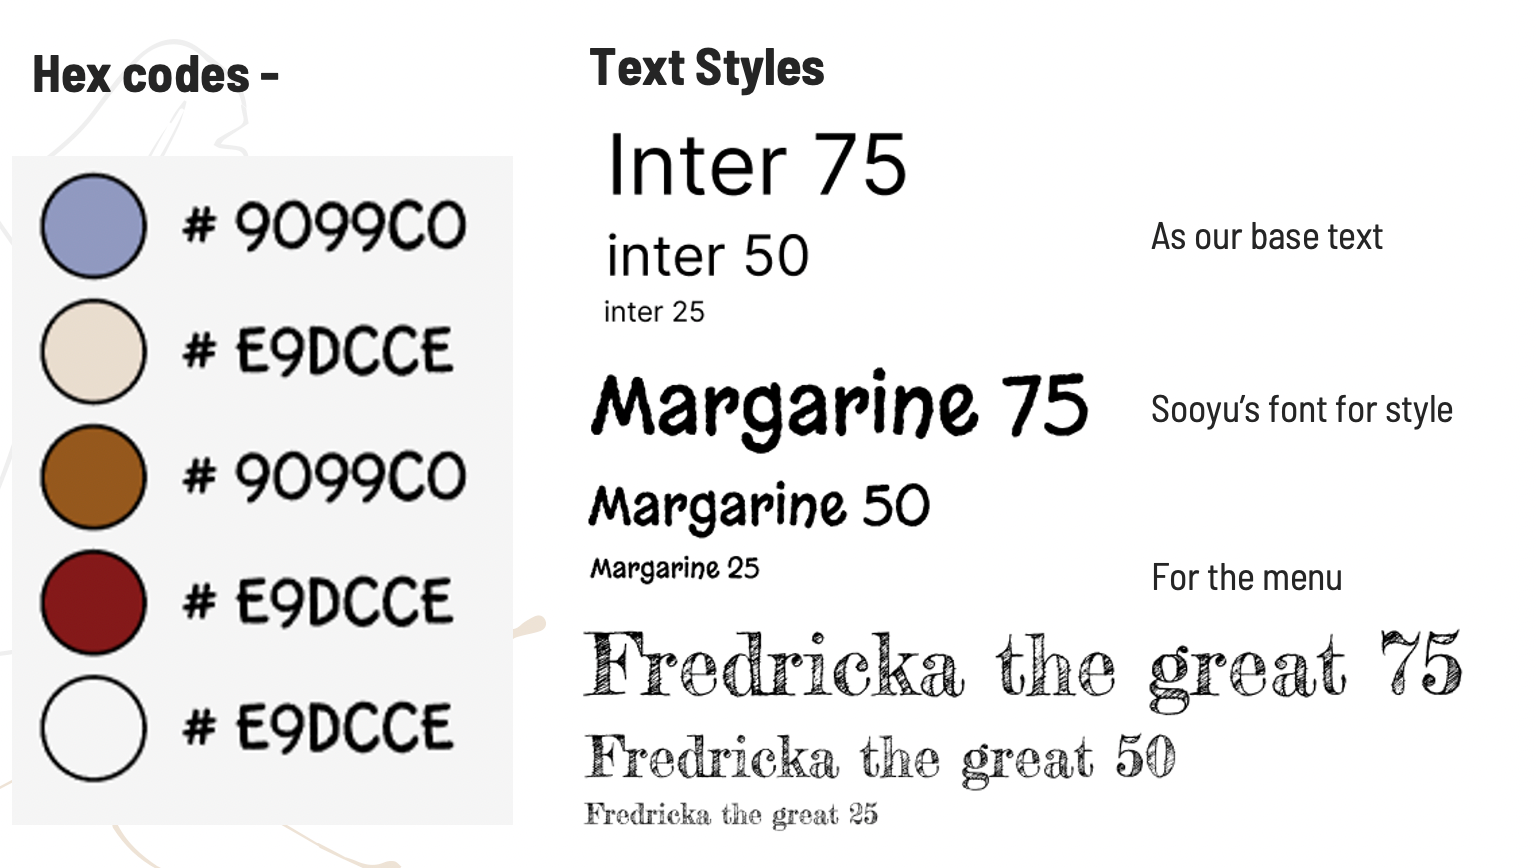 Hex codes -
# 9099C0
# E9DCCE
# 9099C0
# E9DCCE
# E9DCCE
Text Styles
Inter 75
inter 50
inter 25
As our base text
Margarine 75
Margarine 50
Margarine 25
Sooyu’s font for style
For the menu
Fredricka the great 75
Fredricka the great 50
Fredricka the great 25